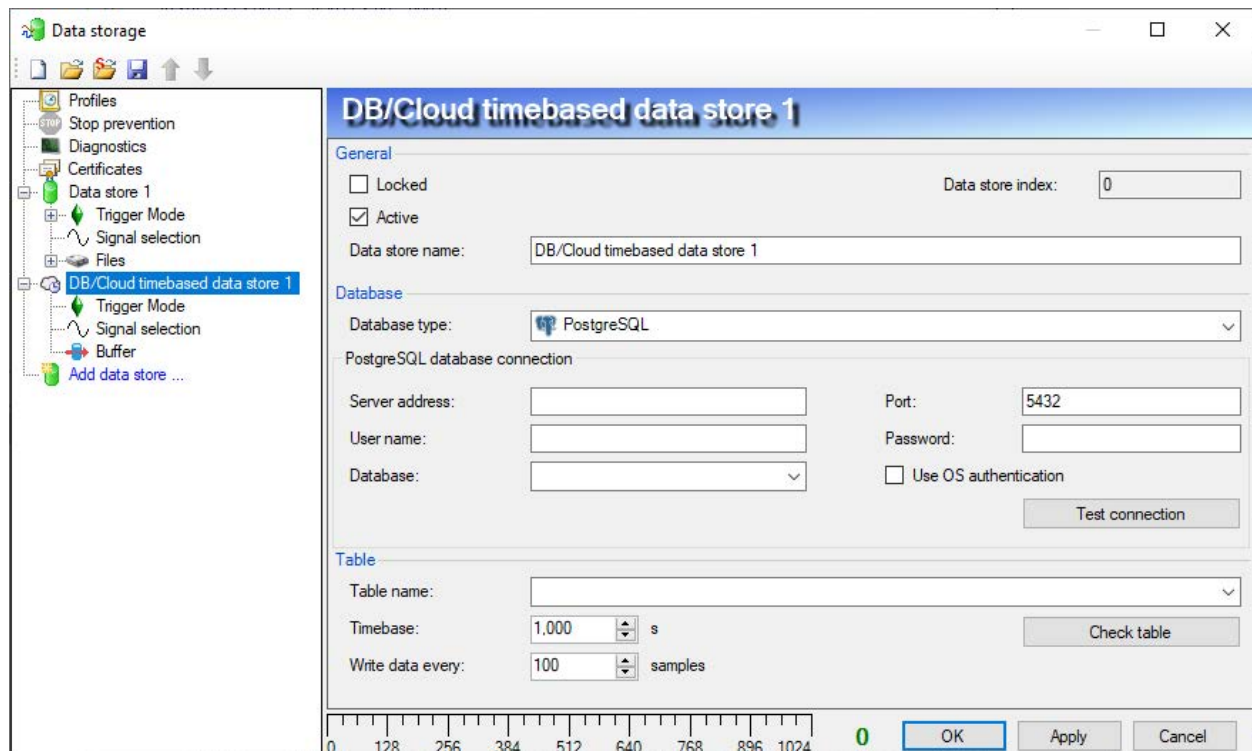 Data storage
Profiles
STOP Stop prevention
Diagnostics
Certificates
Data store 1
Trigger Mode
Signal selection
Files
DB/Cloud timebased data store 1
Trigger Mode
Signal selection
Buffer
Add data store ...
DB/Cloud timebased data store 1
General
Locked
Data store index: 0
Active
Data store name: DB/Cloud timebased data store 1
Database
Database type: PostgreSQL
PostgreSQL database connection
Server address:
Port: 5432
User name:
Password:
Database:
Use OS authentication
Test connection
Table
Table name:
Timebase: 1,000 s
Check table
Write data every: 100 samples
0 128 256 384 512 640 768 896 1024
0 OK Apply Cancel